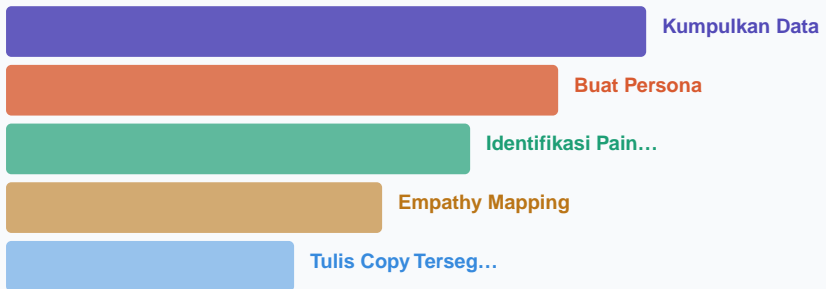 Kumpulkan Data
Buat Persona
Identifikasi Pain…
Empathy Mapping
Tulis Copy Terseg…